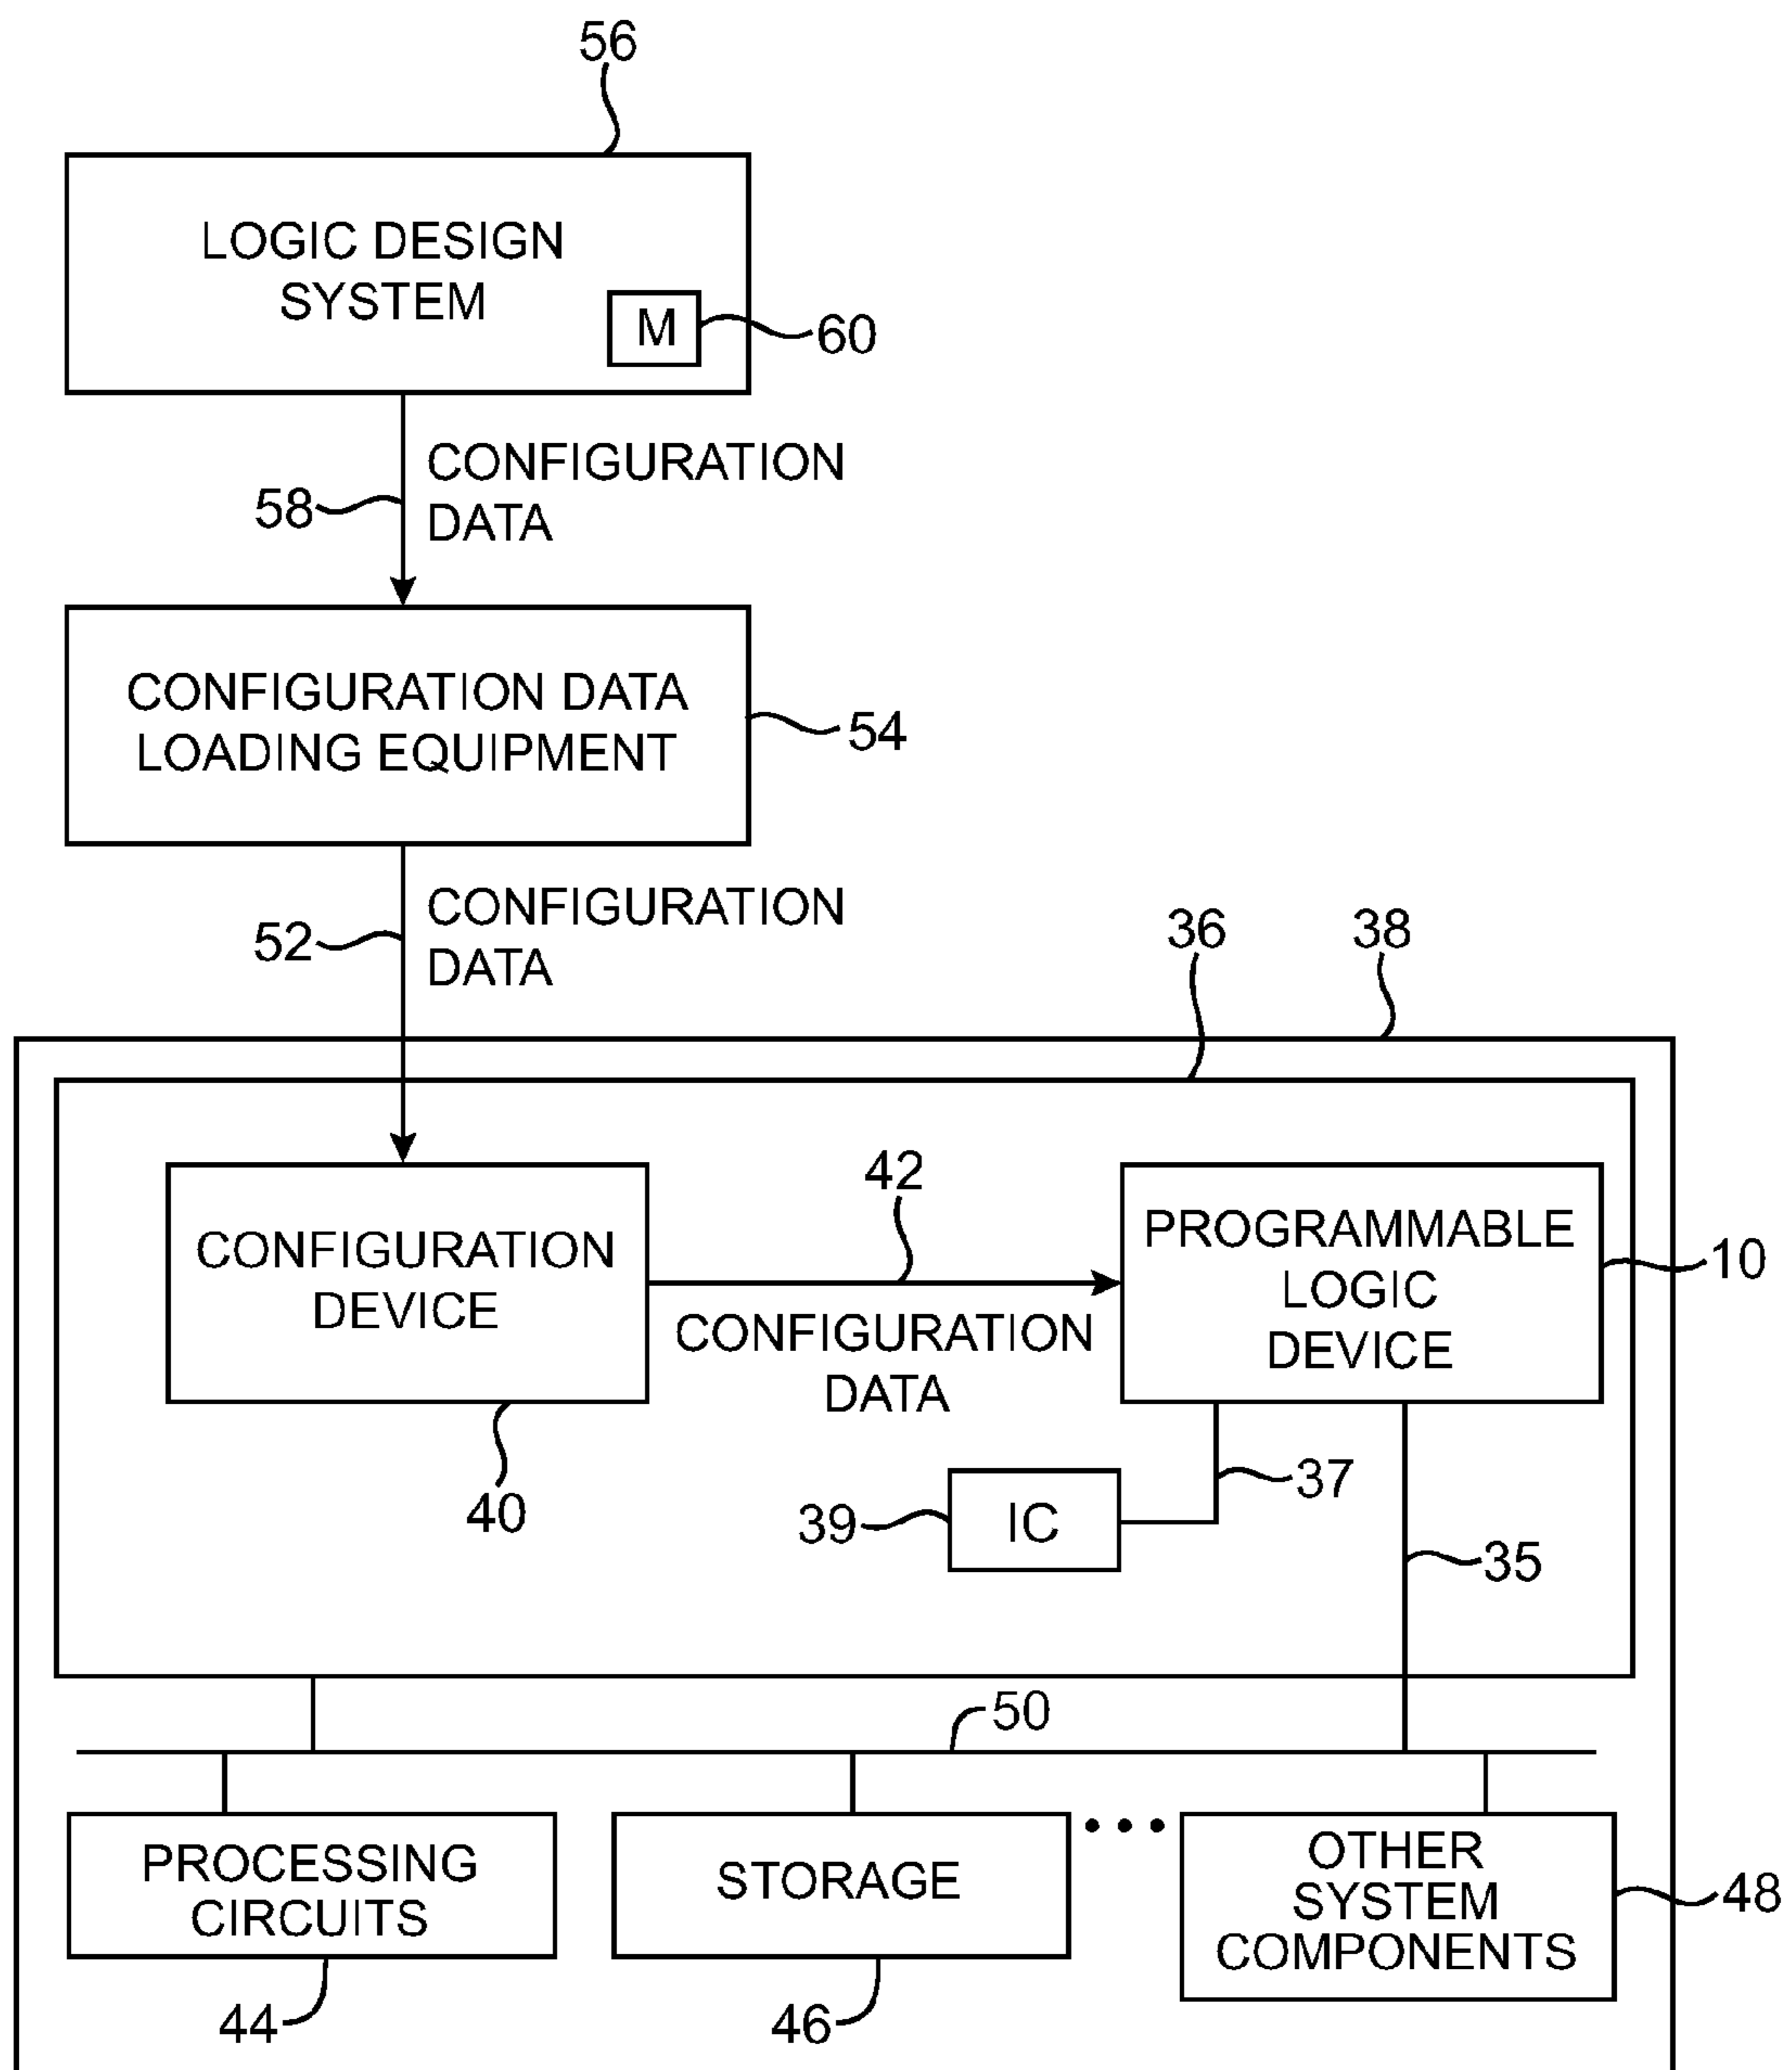 56
LOGIC DESIGN
SYSTEM
M
60
58
CONFIGURATION
DATA
CONFIGURATION DATA
LOADING EQUIPMENT
54
52
CONFIGURATION
DATA
36
38
CONFIGURATION
DEVICE
40
42
CONFIGURATION
DATA
PROGRAMMABLE
LOGIC
DEVICE
10
37
39
IC
35
50
PROCESSING
CIRCUITS
44
STORAGE
46
OTHER
SYSTEM
COMPONENTS
48